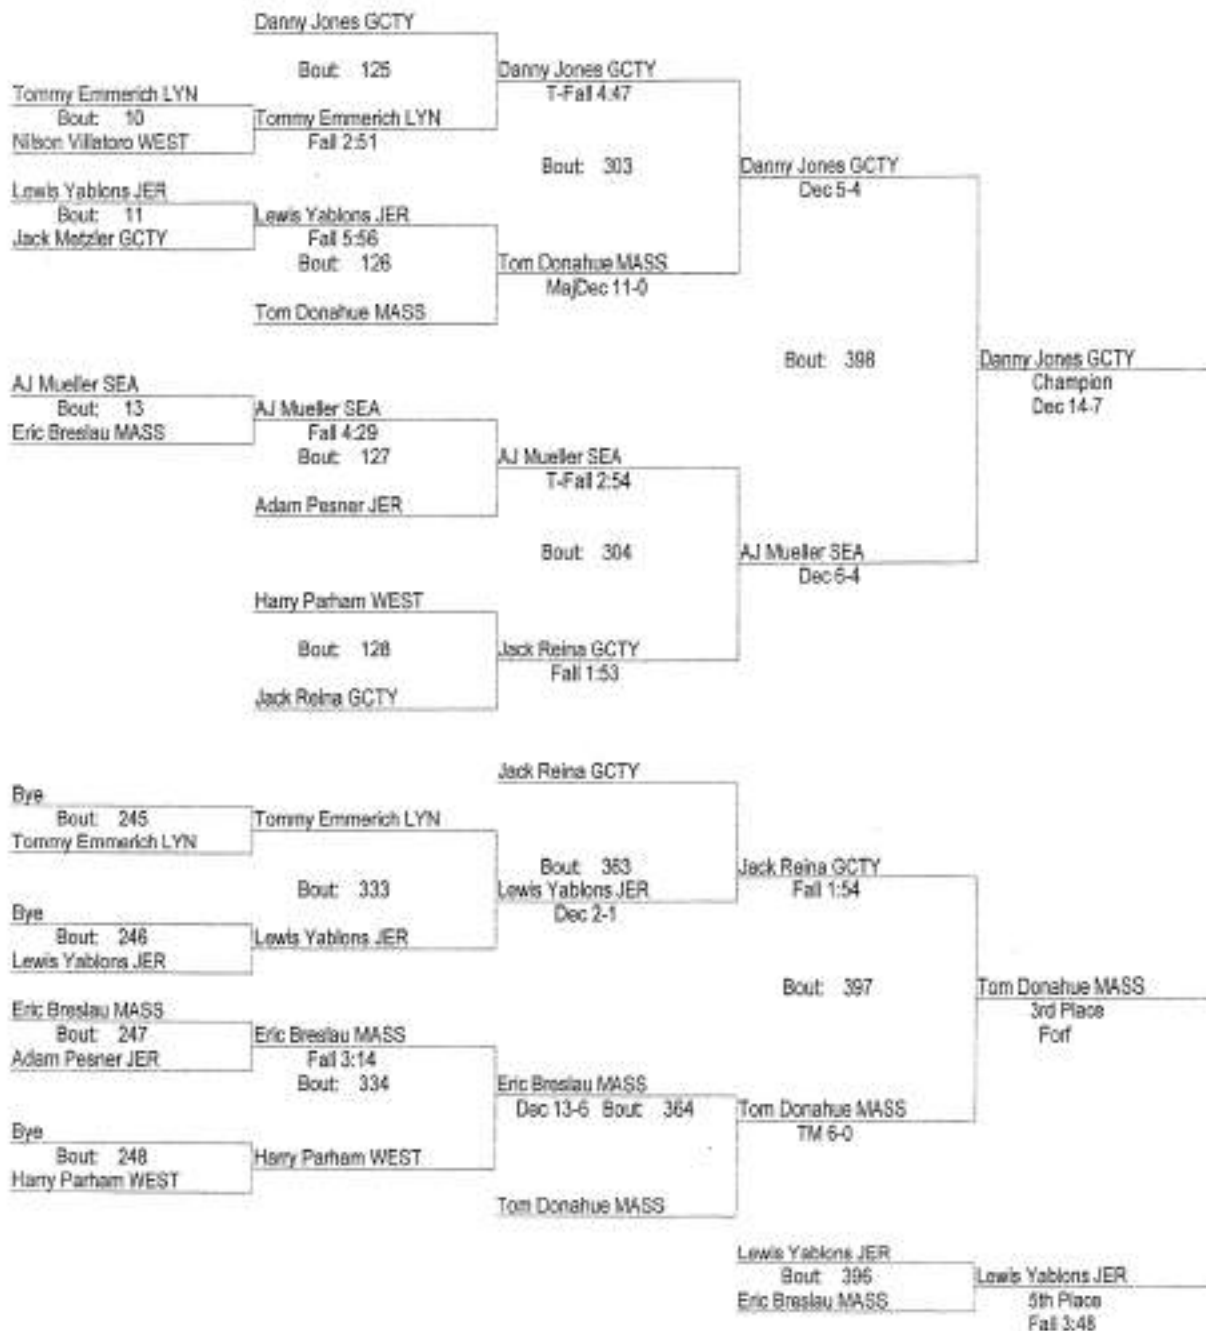 Danny Jones GCTY
Bout: 125
Danny Jones GCTY
T-Fall 4:47
Tommy Emmerich LYN
Bout: 10
Tommy Emmerich LYN
Nilson Villatoro WEST
Fall 2:51
Bout: 303
Danny Jones GCTY
Dec 5-4
Lewis Yablons JER
Bout: 11
Lewis Yablons JER
Jack Metzler GCTY
Fall 5:56
Bout: 126
Tom Donahue MASS
MajDec 11-0
Tom Donahue MASS
Bout: 398
Danny Jones GCTY
Champion
Dec 14-7
AJ Mueller SEA
Bout: 13
AJ Mueller SEA
Eric Breslau MASS
Fall 4:29
Bout: 127
AJ Mueller SEA
T-Fall 2:54
Adam Pesner JER
Bout: 304
AJ Mueller SEA
Dec 6-4
Harry Parham WEST
Bout: 128
Jack Reina GCTY
Fall 1:53
Jack Reina GCTY
Jack Reina GCTY
Bye
Bout: 245
Tommy Emmerich LYN
Tommy Emmerich LYN
Bout: 363
Jack Reina GCTY
Bout: 333
Lewis Yablons JER
Fall 1:54
Dec 2-1
Bye
Bout: 246
Lewis Yablons JER
Lewis Yablons JER
Bout: 397
Tom Donahue MASS
3rd Place
Forf
Eric Breslau MASS
Bout: 247
Eric Breslau MASS
Adam Pesner JER
Fall 3:14
Bout: 334
Eric Breslau MASS
Dec 13-6 Bout: 364
Tom Donahue MASS
TM 6-0
Bye
Bout: 248
Harry Parham WEST
Harry Parham WEST
Tom Donahue MASS
Lewis Yablons JER
Bout: 396
Lewis Yablons JER
Eric Breslau MASS
5th Place
Fall 3:48